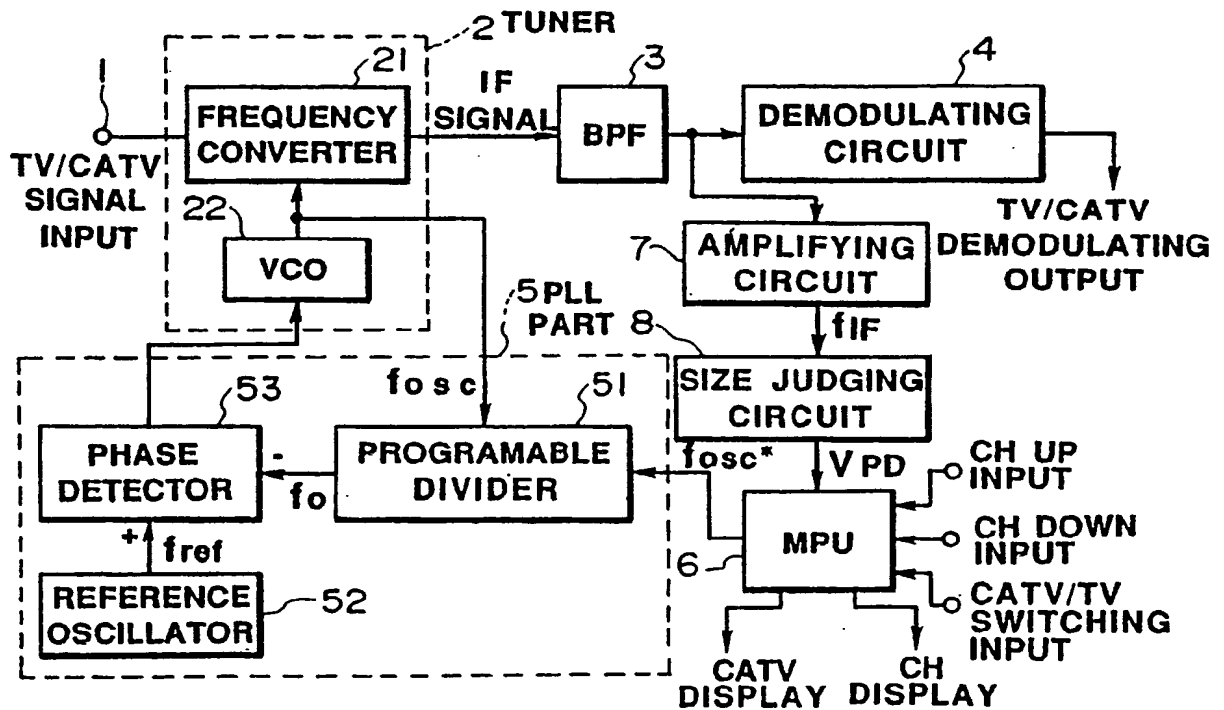 1
TV/CATV
SIGNAL
INPUT
2 TUNER
21
FREQUENCY
CONVERTER
22
VCO
IF
SIGNAL
3
BPF
4
DEMODULATING
CIRCUIT
TV/CATV
DEMODULATING
OUTPUT
7
AMPLIFYING
CIRCUIT
fIF
8
SIZE JUDGING
CIRCUIT
VPD
5 PLL
PART
fosc
51
PROGRAMABLE
DIVIDER
fosc*
53
PHASE
DETECTOR
-
fo
+
fref
REFERENCE
OSCILLATOR
52
6
MPU
CH UP
INPUT
CH DOWN
INPUT
CATV/TV
SWITCHING
INPUT
CATV
DISPLAY
CH
DISPLAY